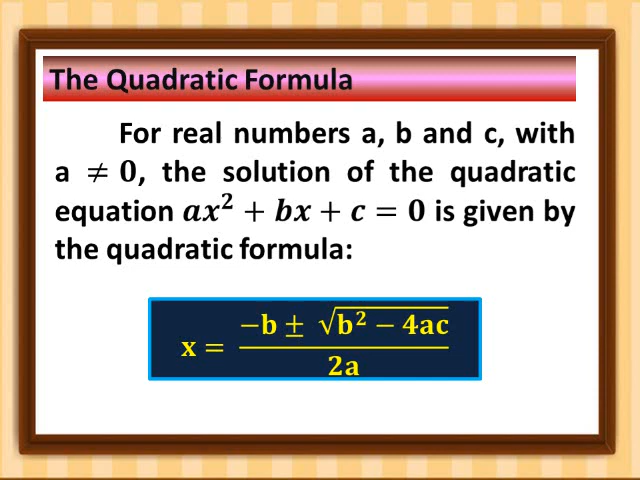 The Quadratic Formula
For real numbers a, b and c, with
a ≠ 0, the solution of the quadratic
equation ax² + bx + c = 0 is given by
the quadratic formula:
x = (−b ± √(b² − 4ac)) / 2a